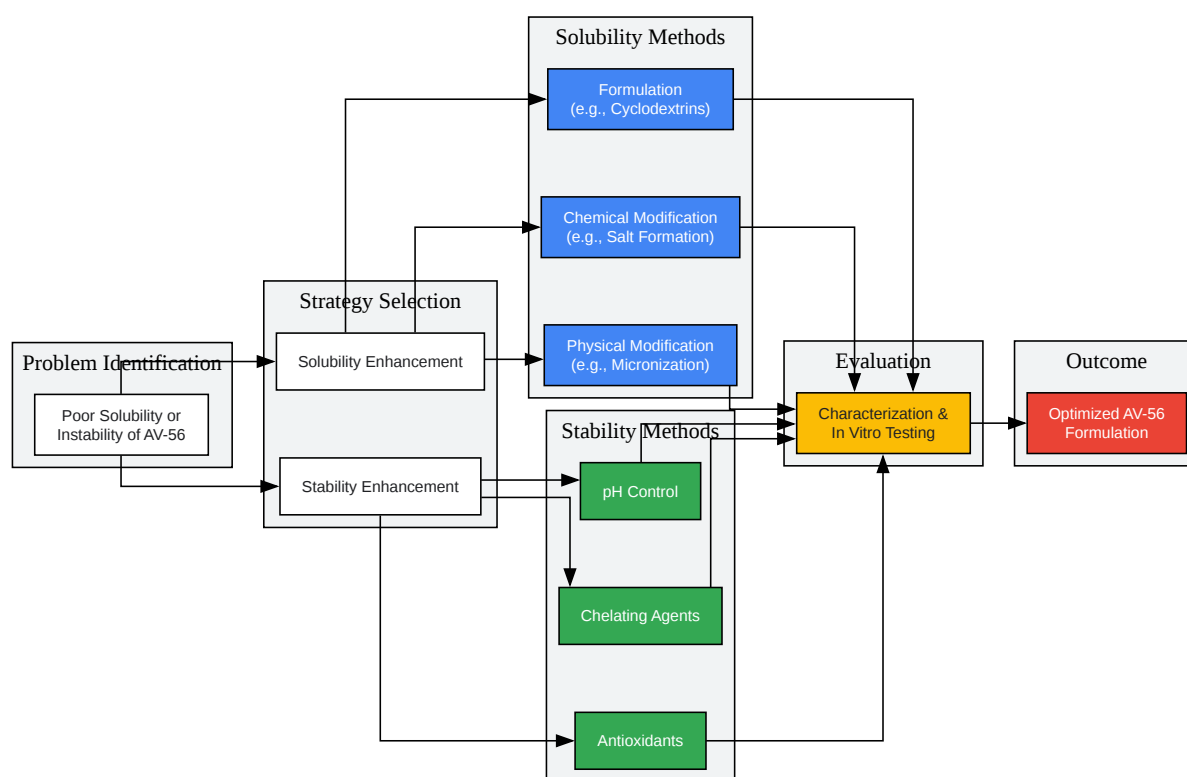 Solubility Methods
Formulation
(e.g., Cyclodextrins)
Chemical Modification
(e.g., Salt Formation)
Physical Modification
(e.g., Micronization)
Strategy Selection
Solubility Enhancement
Stability Enhancement
Problem Identification
Poor Solubility or
Instability of AV-56
Stability Methods
pH Control
Chelating Agents
Antioxidants
Evaluation
Characterization &
In Vitro Testing
Outcome
Optimized AV-56
Formulation